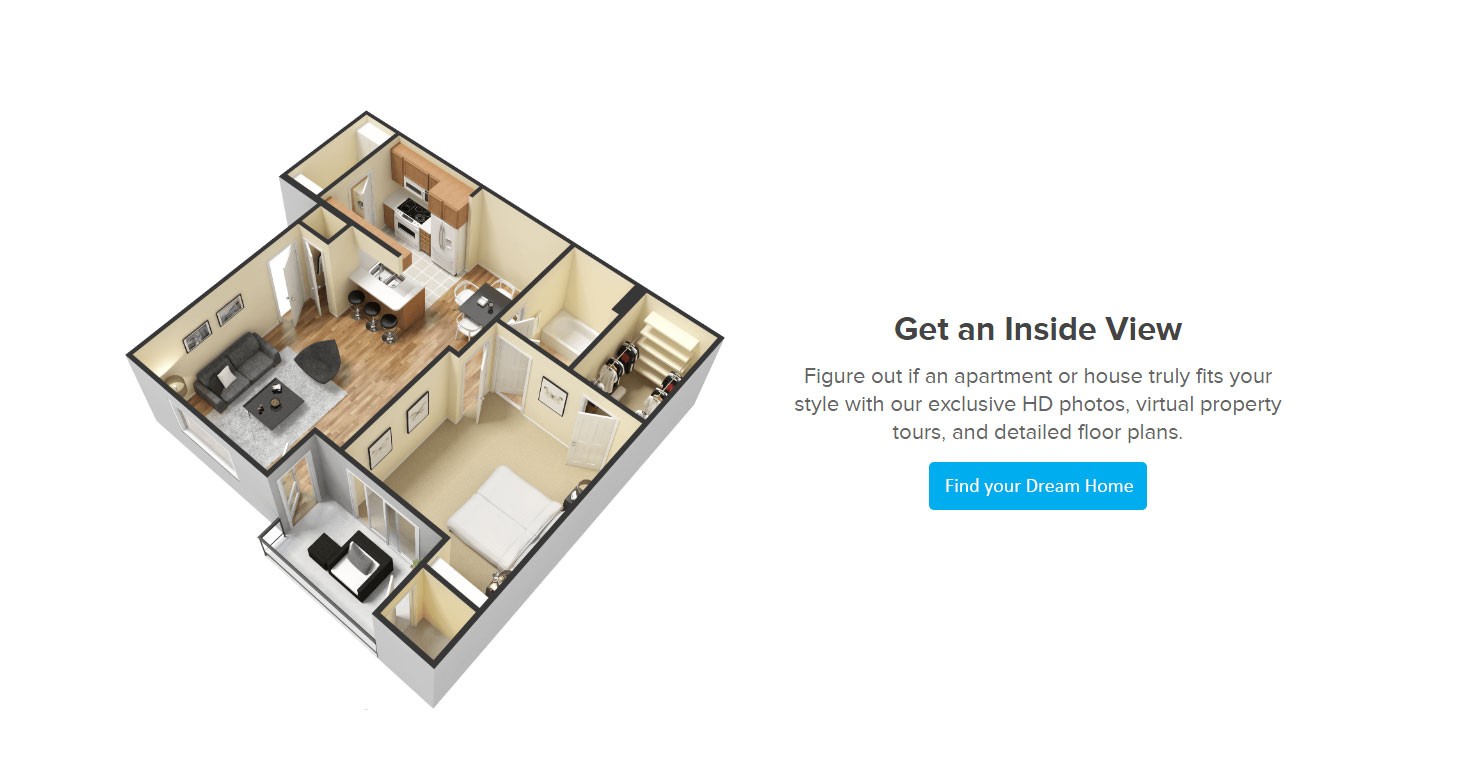 Get an Inside View
Figure out if an apartment or house truly fits your
style with our exclusive HD photos, virtual property
tours, and detailed floor plans.
Find your Dream Home